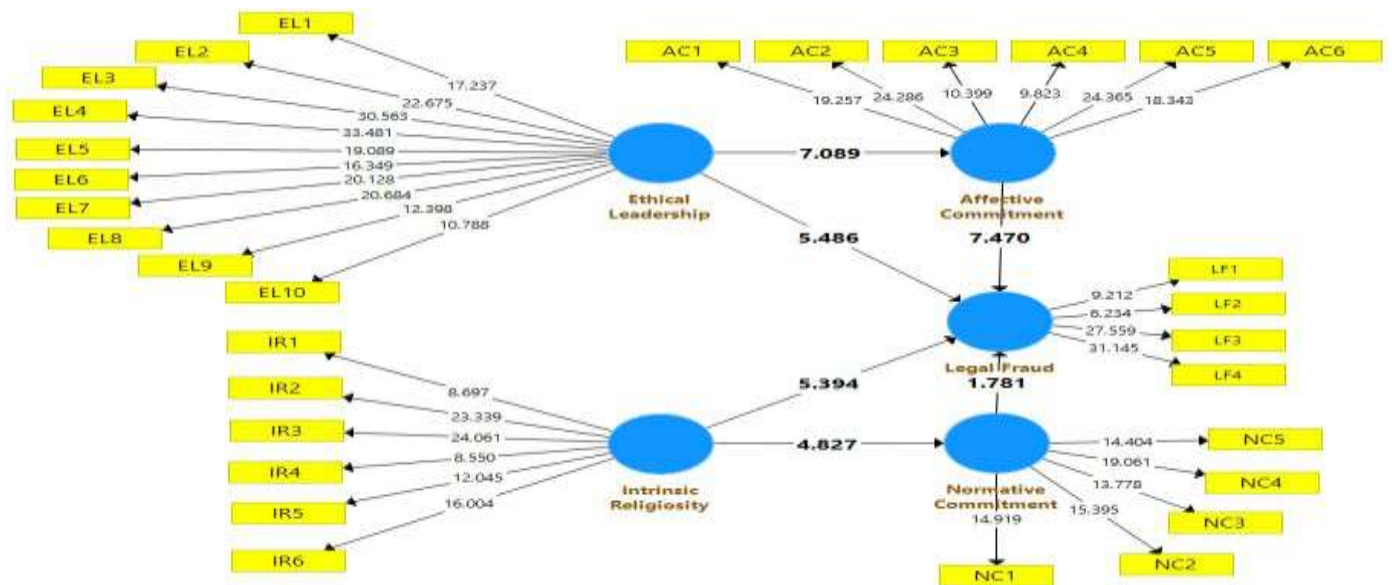 EL1
EL2
EL3
EL4
EL5
EL6
EL7
EL8
EL9
EL10
17.237
22.675
30.563
33.481
19.089
16.349
20.128
20.684
12.398
10.788
Ethical
Leadership
7.089
5.486
AC1
AC2
AC3
AC4
AC5
AC6
19.257
24.286
10.399
9.823
24.365
18.343
Affective
Commitment
7.470
IR1
IR2
IR3
IR4
IR5
IR6
8.697
23.339
24.061
8.550
12.045
16.004
Intrinsic
Religiosity
5.394
4.827
LF1
LF2
LF3
LF4
9.212
27.559
31.145
Legal Fraud
1.781
Normative
Commitment
14.404
19.061
13.778
15.395
14.919
NC5
NC4
NC3
NC2
NC1